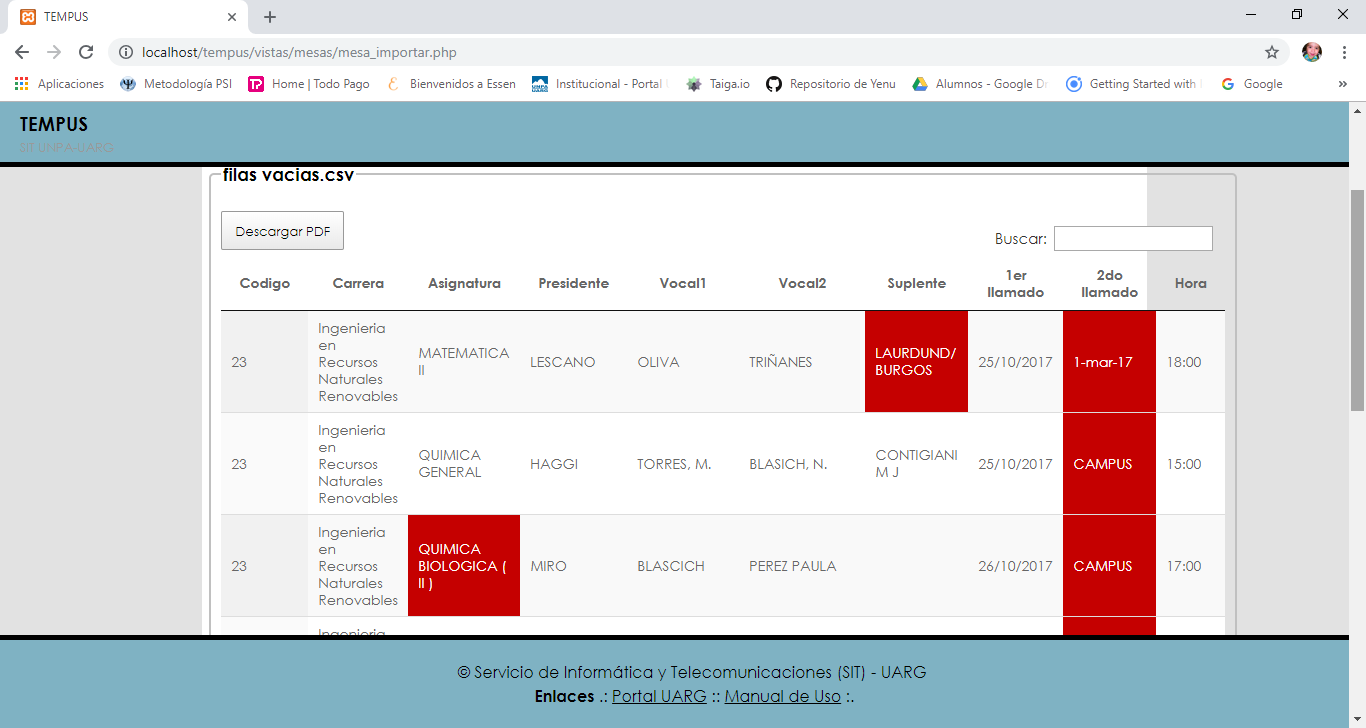 TEMPUS
localhost/tempus/vistas/mesas/mesa_importar.php
Aplicaciones Metodología PSI Home | Todo Pago Bienvenidos a Essen Institucional - Portal Taiga.io Repositorio de Yenu Alumnos - Google Dr Getting Started with Google »
TEMPUS
SIT UNPA-UARG
filas vacias.csv
Descargar PDF
Buscar:
Codigo Carrera Asignatura Presidente Vocal1 Vocal2 Suplente 1er llamado 2do llamado Hora
23 Ingenieria en Recursos Naturales Renovables MATEMATICA II LESCANO OLIVA TRIÑANES LAURDUND/ BURGOS 25/10/2017 1-mar-17 18:00
23 Ingenieria en Recursos Naturales Renovables QUIMICA GENERAL HAGGI TORRES, M. BLASICH, N. CONTIGIANI M J 25/10/2017 CAMPUS 15:00
23 Ingenieria en Recursos Naturales Renovables QUIMICA BIOLOGICA ( II ) MIRO BLASCICH PEREZ PAULA 26/10/2017 CAMPUS 17:00
Ingenieria
© Servicio de Informática y Telecomunicaciones (SIT) - UARG
Enlaces .: Portal UARG :: Manual de Uso :.